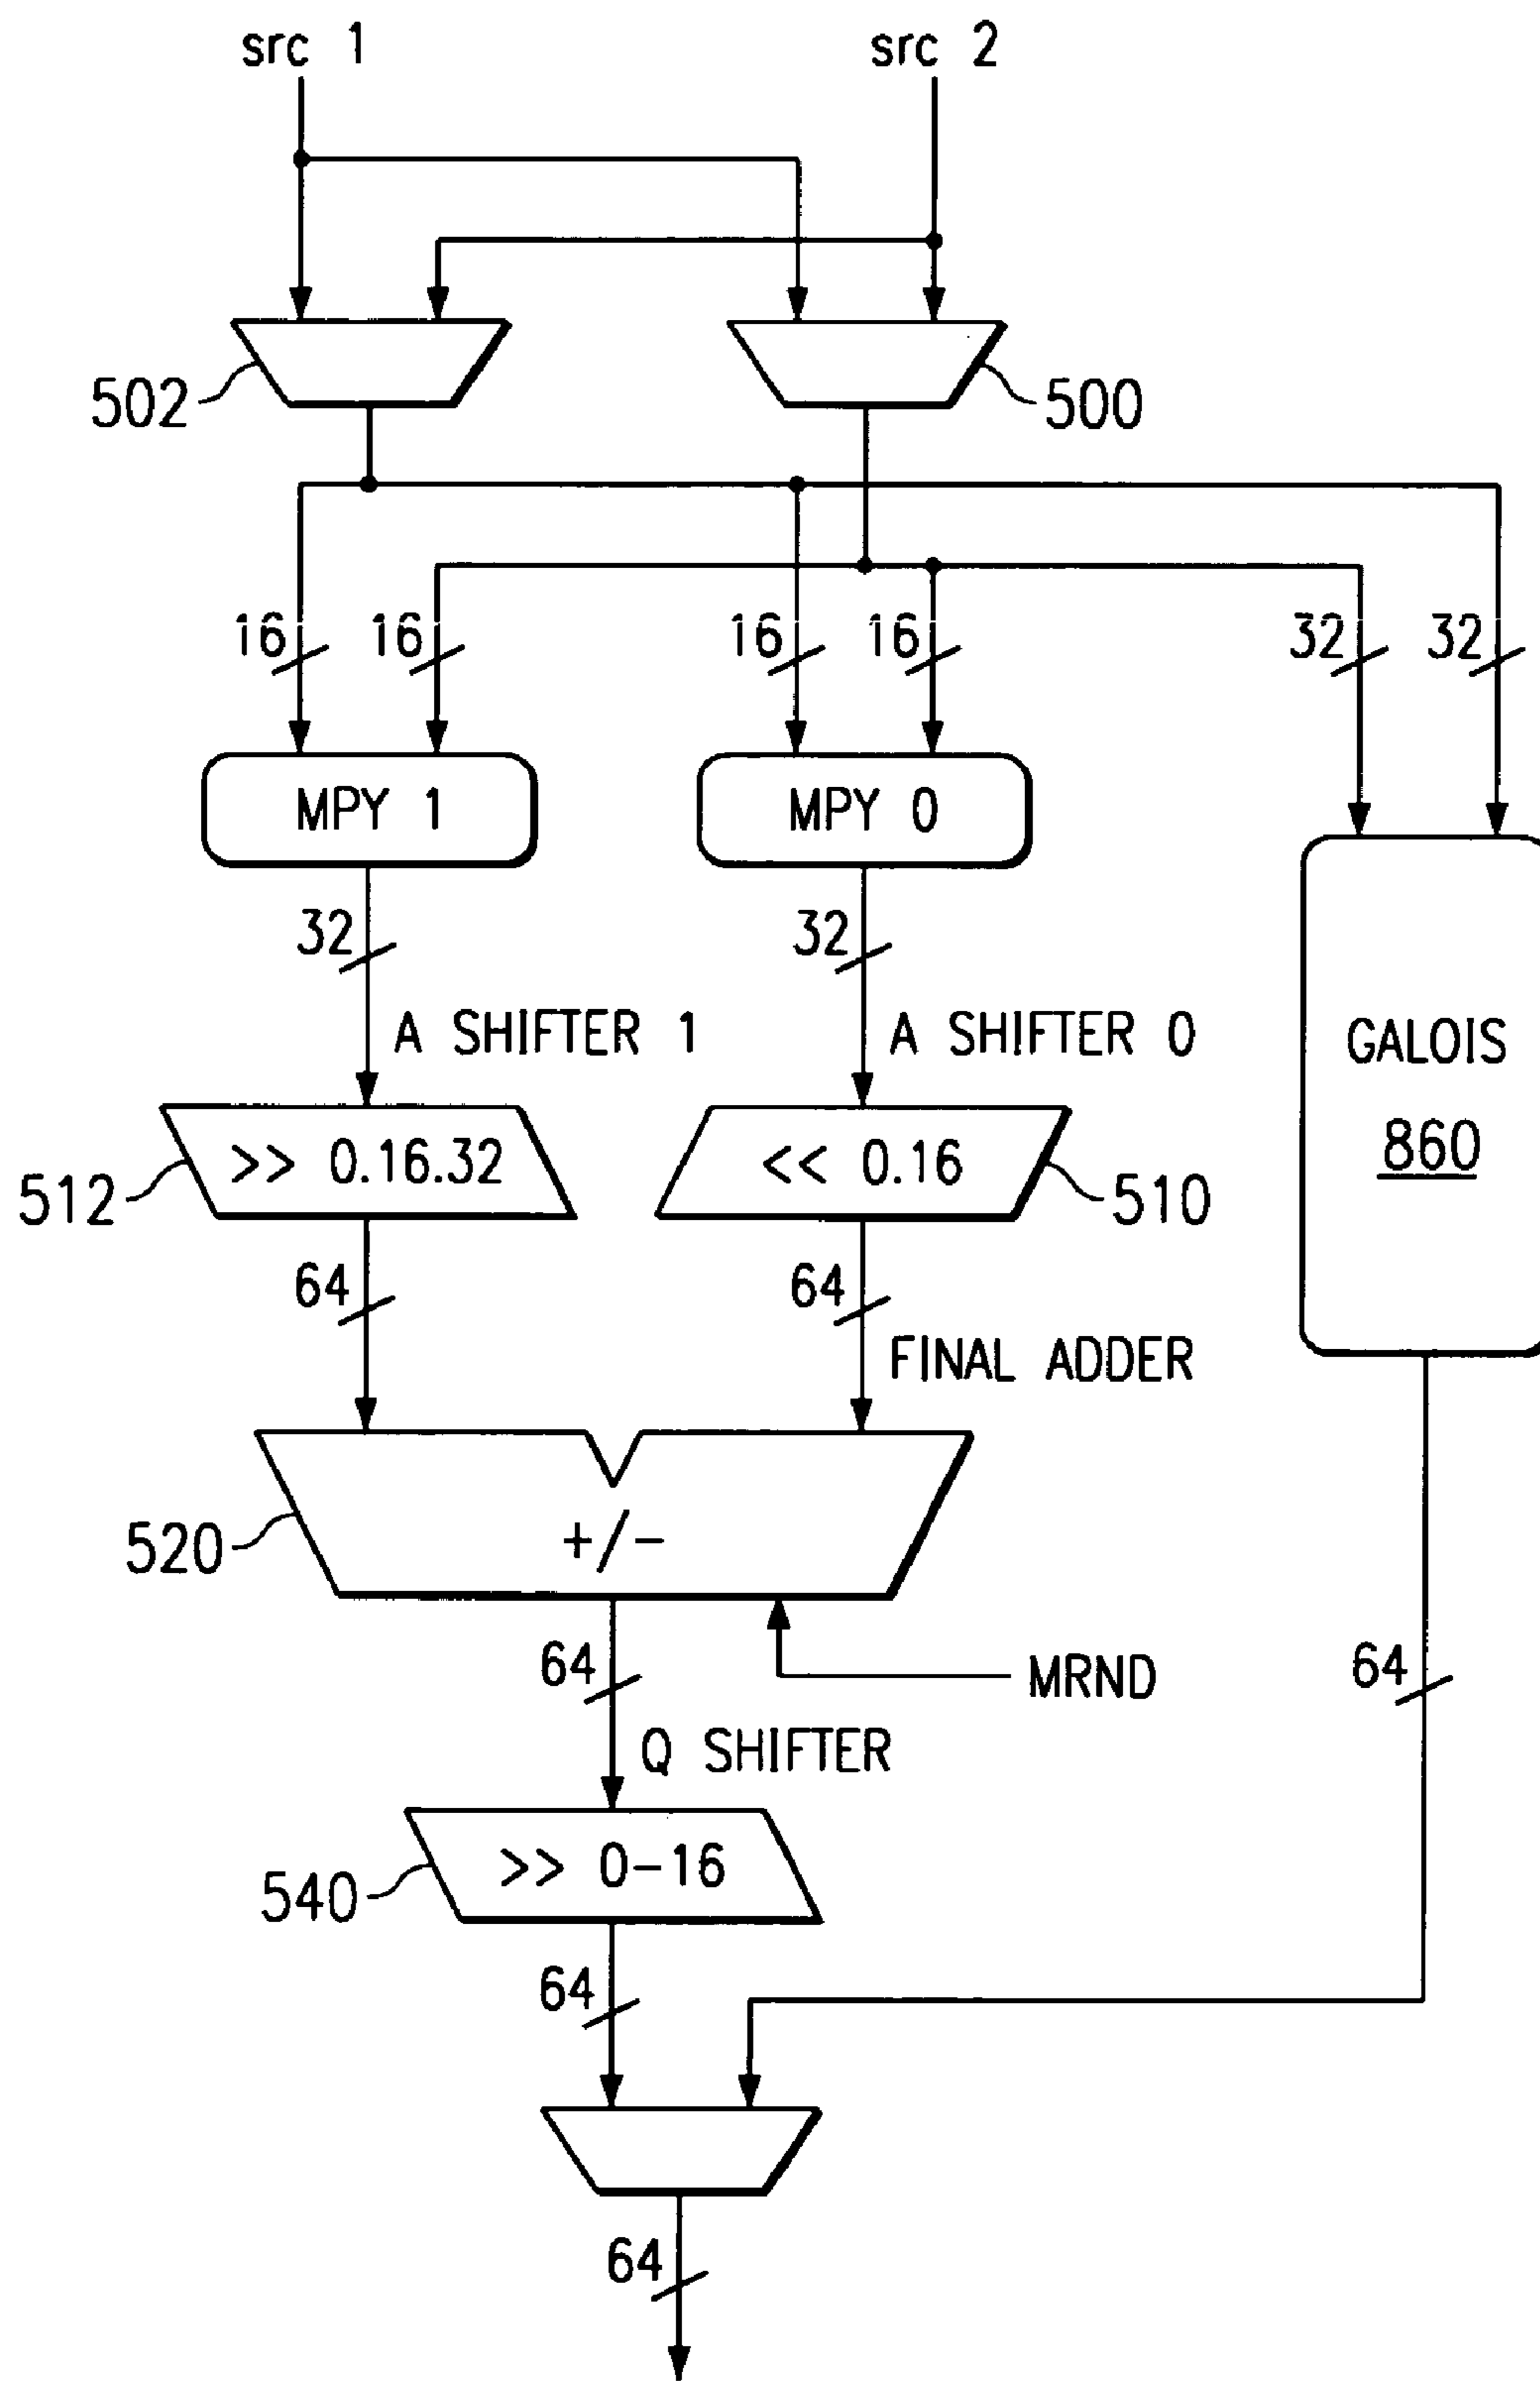 src 1
src 2
502
500
16
16
16
16
32
32
MPY 1
MPY 0
32
32
A SHIFTER 1
A SHIFTER 0
GALOIS
860
>> 0.16.32
<< 0.16
512
510
64
64
FINAL ADDER
+/-
520
64
MRND
64
Q SHIFTER
>> 0-16
540
64
64